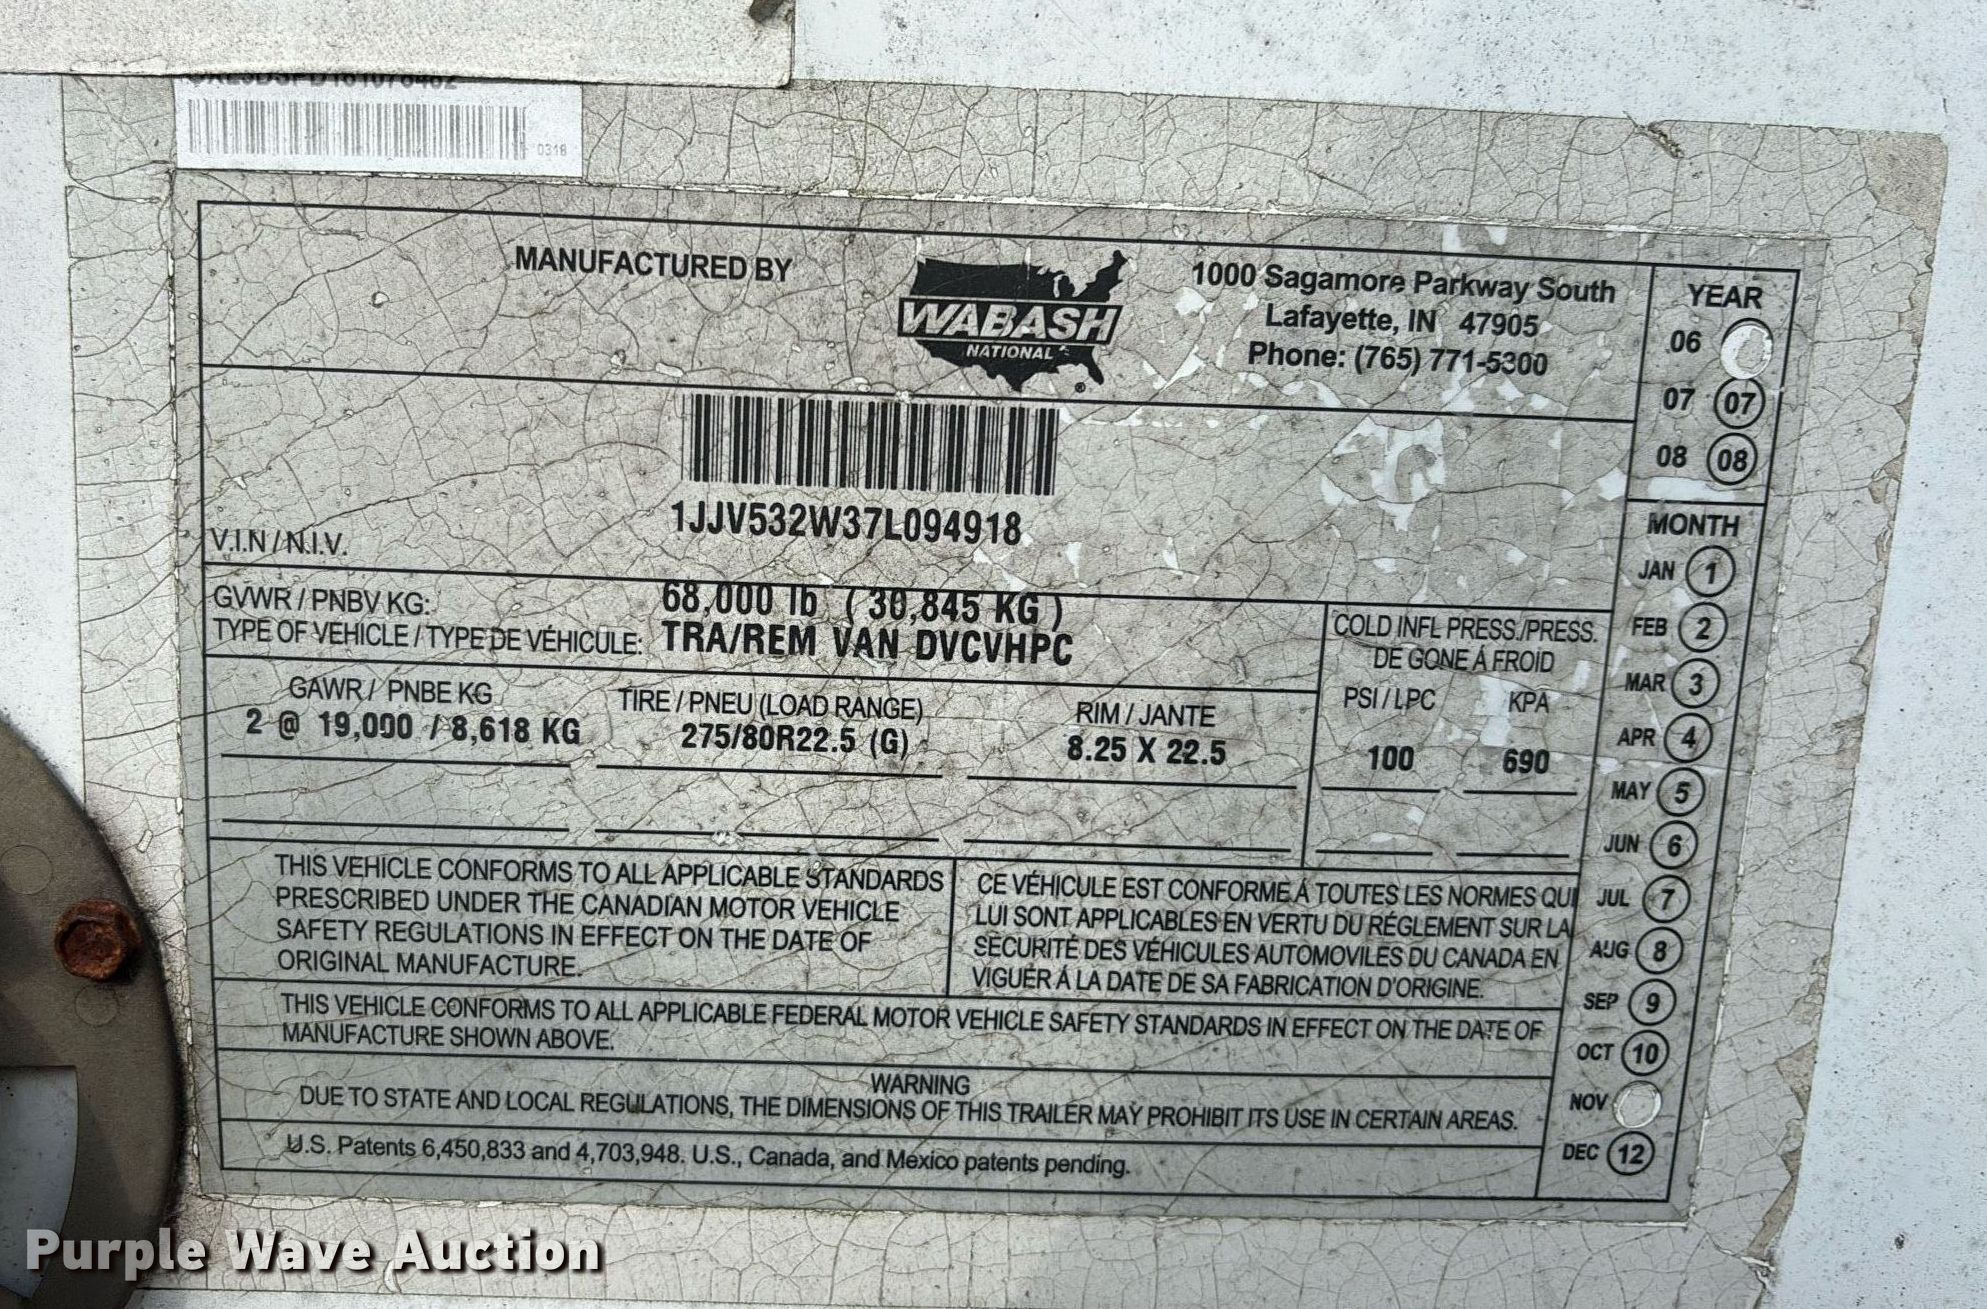 0318
MANUFACTURED BY
WABASH
NATIONAL
®
1000 Sagamore Parkway South
Lafayette, IN 47905
Phone: (765) 771-5300
YEAR
06
07 07
08 08
1JJV532W37L094918
V.I.N / N.I.V.
GVWR / PNBV KG: 68,000 lb ( 30,845 KG )
TYPE OF VEHICLE / TYPE DE VÉHICULE: TRA/REM VAN DVCVHPC
COLD INFL PRESS./PRESS.
DE GONE Á FROID
PSI / LPC KPA
100 690
GAWR / PNBE KG TIRE / PNEU (LOAD RANGE) RIM / JANTE
2 @ 19,000 / 8,618 KG 275/80R22.5 (G) 8.25 X 22.5
MONTH
JAN 1
FEB 2
MAR 3
APR 4
MAY 5
JUN 6
JUL 7
AUG 8
SEP 9
OCT 10
NOV
DEC 12
THIS VEHICLE CONFORMS TO ALL APPLICABLE STANDARDS
PRESCRIBED UNDER THE CANADIAN MOTOR VEHICLE
SAFETY REGULATIONS IN EFFECT ON THE DATE OF
ORIGINAL MANUFACTURE.
CE VÉHICULE EST CONFORME Á TOUTES LES NORMES QUI
LUI SONT APPLICABLES EN VERTU DU RÉGLEMENT SUR LA
SÉCURITÉ DES VÉHICULES AUTOMOVILES DU CANADA EN
VIGUER Á LA DATE DE SA FABRICATION D'ORIGINE.
THIS VEHICLE CONFORMS TO ALL APPLICABLE FEDERAL MOTOR VEHICLE SAFETY STANDARDS IN EFFECT ON THE DATE OF
MANUFACTURE SHOWN ABOVE.
WARNING
DUE TO STATE AND LOCAL REGULATIONS, THE DIMENSIONS OF THIS TRAILER MAY PROHIBIT ITS USE IN CERTAIN AREAS.
U.S. Patents 6,450,833 and 4,703,948. U.S., Canada, and Mexico patents pending.
Purple Wave Auction